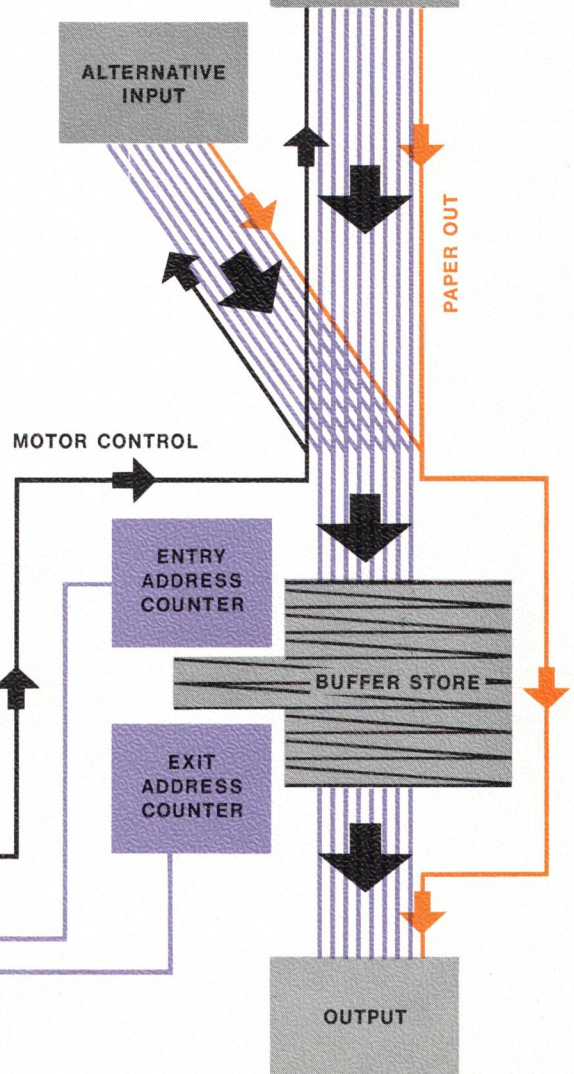 ALTERNATIVE
INPUT
PAPER OUT
MOTOR CONTROL
ENTRY
ADDRESS
COUNTER
BUFFER STORE
EXIT
ADDRESS
COUNTER
OUTPUT